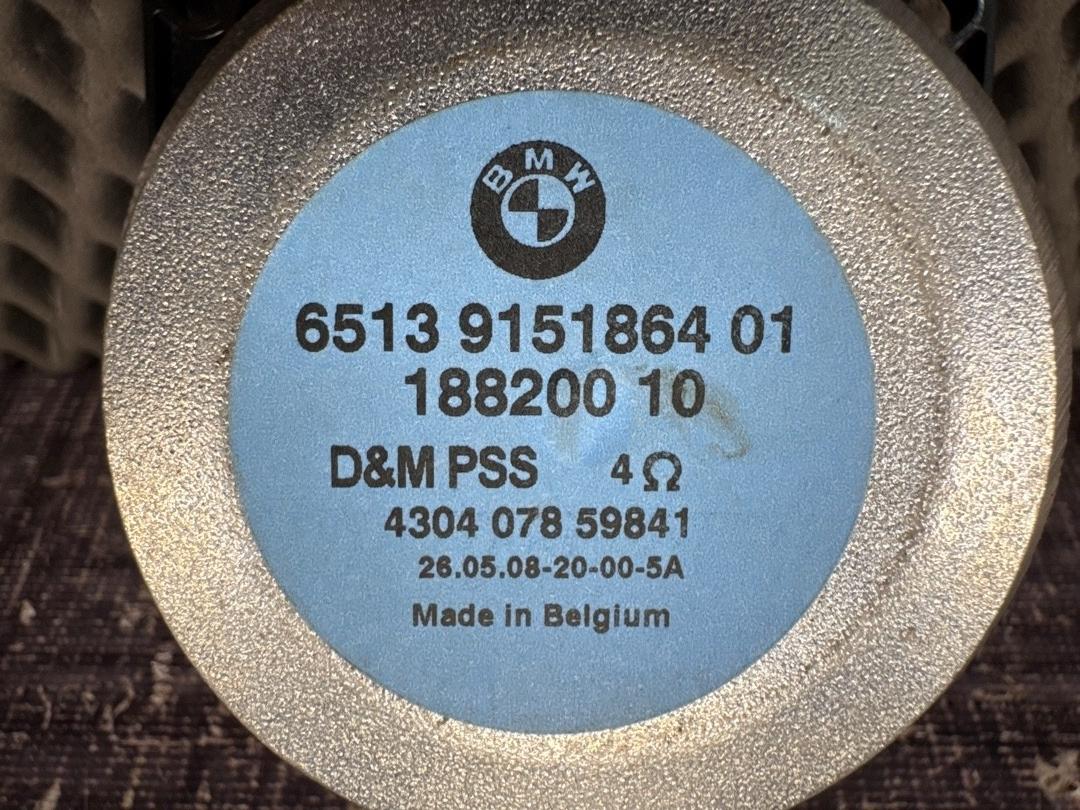 BMW
6513 9151864 01
188200 10
D&M PSS 4Ω
4304 078 59841
26.05.08-20-00-5A
Made in Belgium